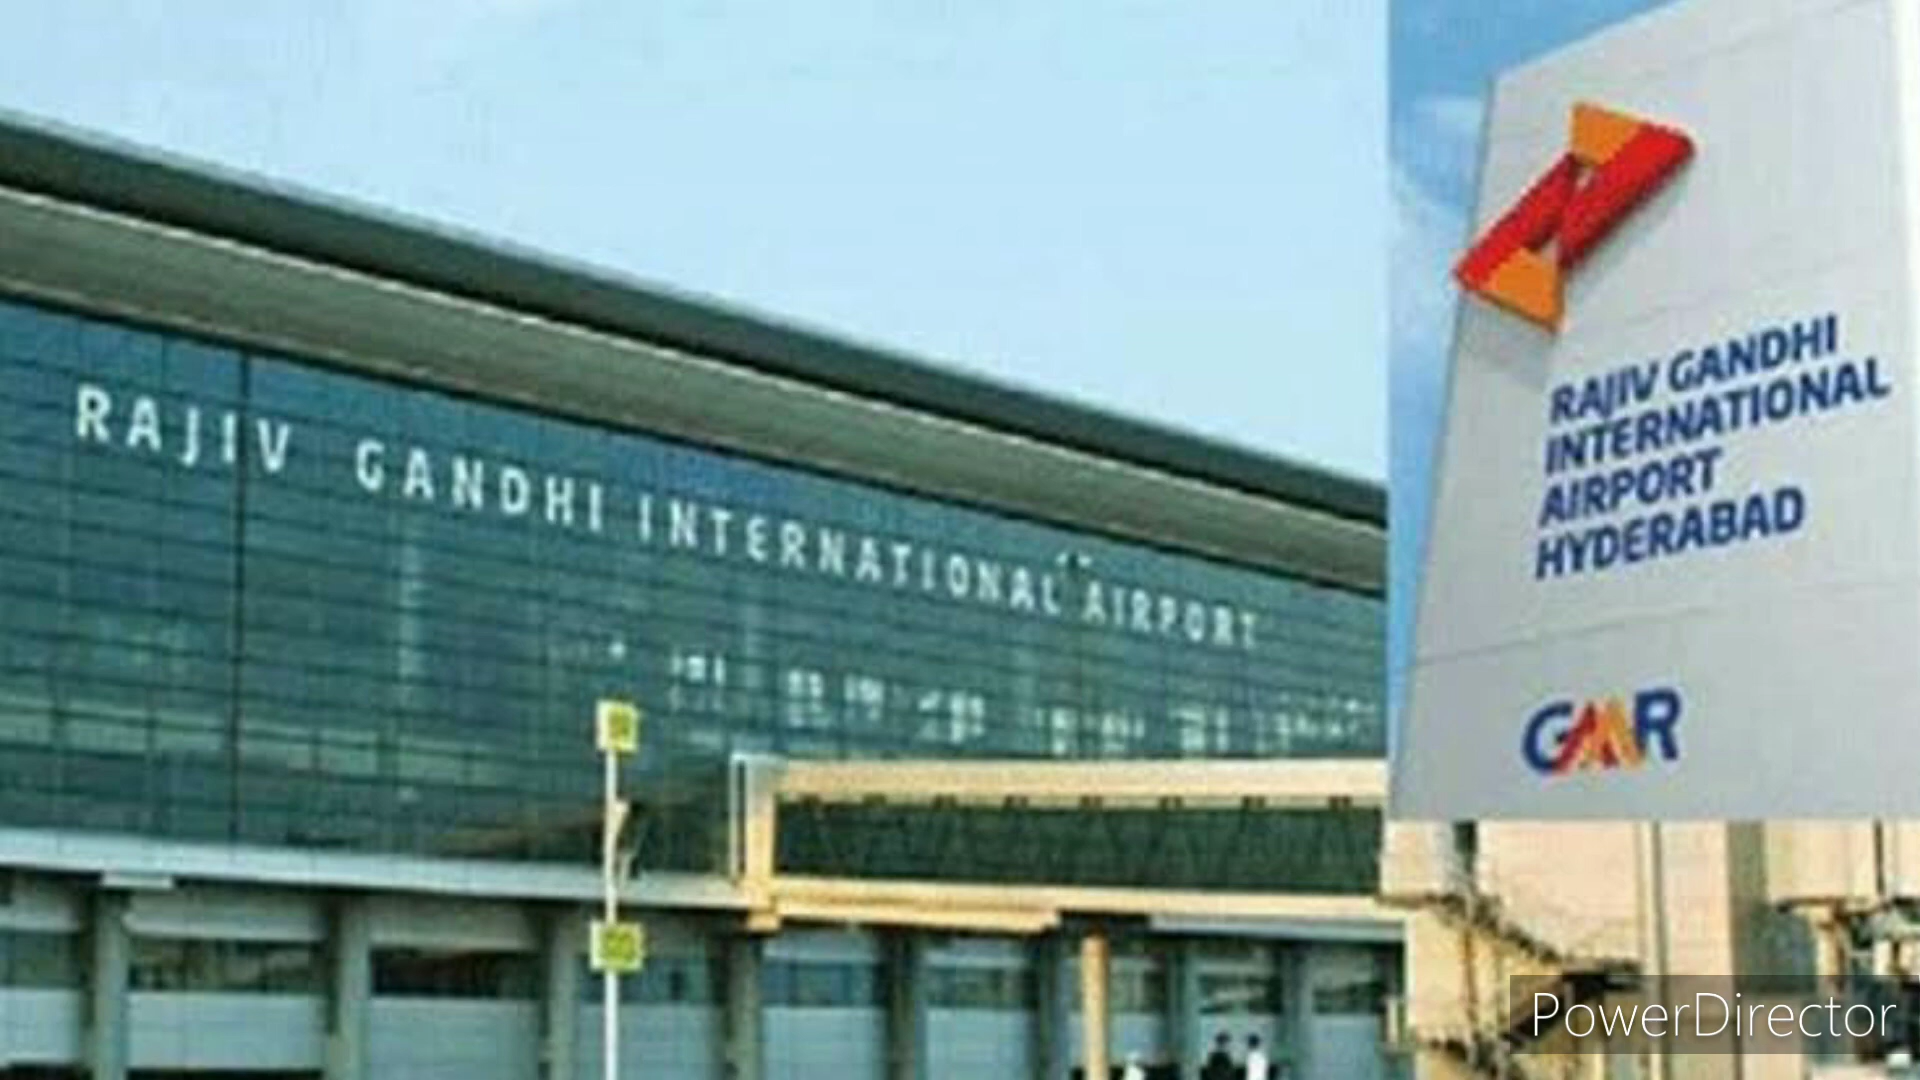 RAJIV GANDHI INTERNATIONAL AIRPORT
RAJIV GANDHI
INTERNATIONAL
AIRPORT
HYDERABAD
GMR
PowerDirector